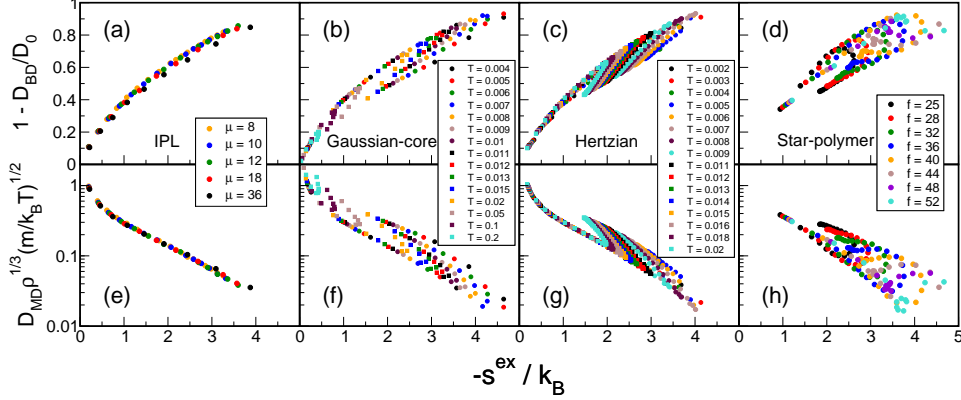 1
0.8
0.6
0.4
0.2
0
1 - D_BD/D_0
(a)
IPL
μ = 8
μ = 10
μ = 12
μ = 18
μ = 36
(b)
Gaussian-core
T = 0.004
T = 0.005
T = 0.006
T = 0.007
T = 0.008
T = 0.009
T = 0.01
T = 0.011
T = 0.012
T = 0.013
T = 0.015
T = 0.02
T = 0.05
T = 0.1
T = 0.2
(c)
Hertzian
T = 0.002
T = 0.003
T = 0.004
T = 0.005
T = 0.006
T = 0.007
T = 0.008
T = 0.009
T = 0.011
T = 0.012
T = 0.013
T = 0.014
T = 0.015
T = 0.016
T = 0.018
T = 0.02
(d)
Star-polymer
f = 25
f = 28
f = 32
f = 36
f = 40
f = 44
f = 48
f = 52
1
0.1
0.01
D_MD ρ^1/3 (m/k_B T)^1/2
(e)
(f)
(g)
(h)
0 1 2 3 4 0 1 2 3 4 0 1 2 3 4 0 1 2 3 4 5
-s^ex / k_B